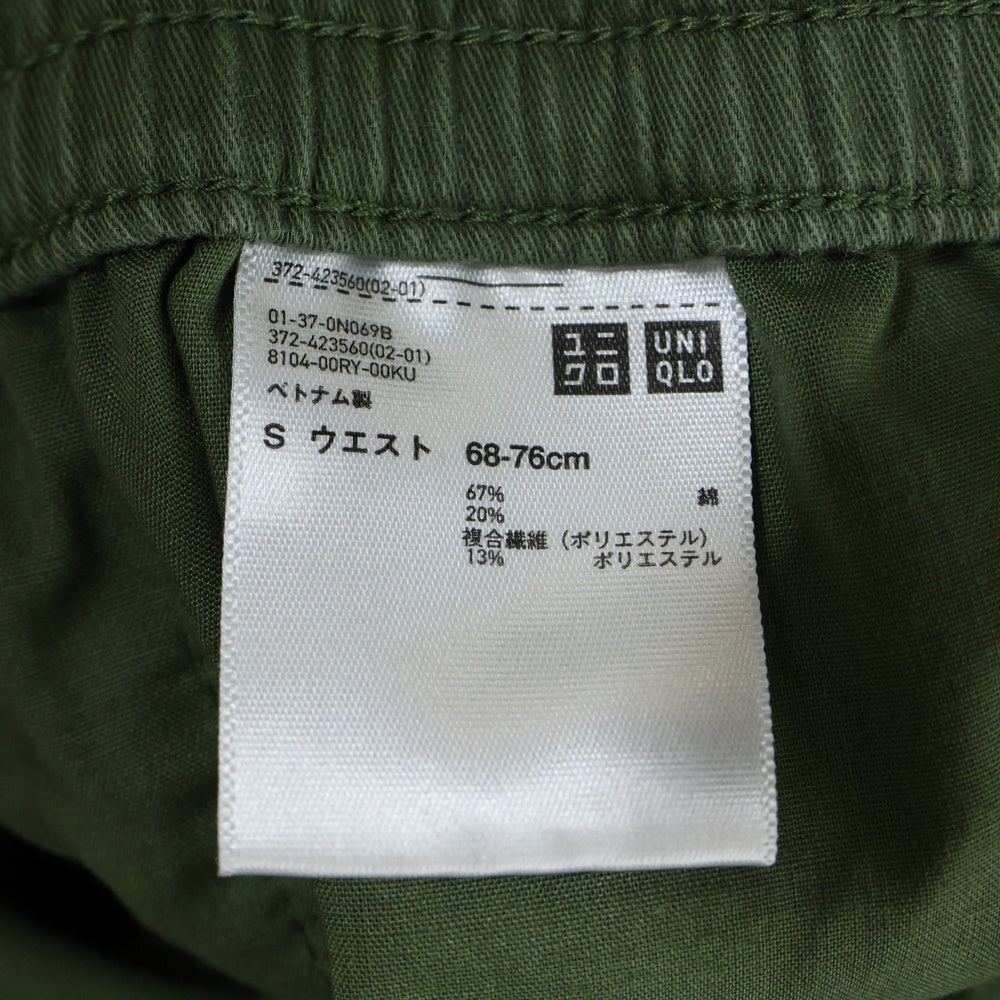 372-423560(02-01)
01-37-0N069B
372-423560(02-01)
8104-00RY-00KU
ベトナム製
ユニ
クロ
UNI
QLO
S ウエスト 68-76cm
67% 綿
20%
複合繊維（ポリエステル）
13% ポリエステル